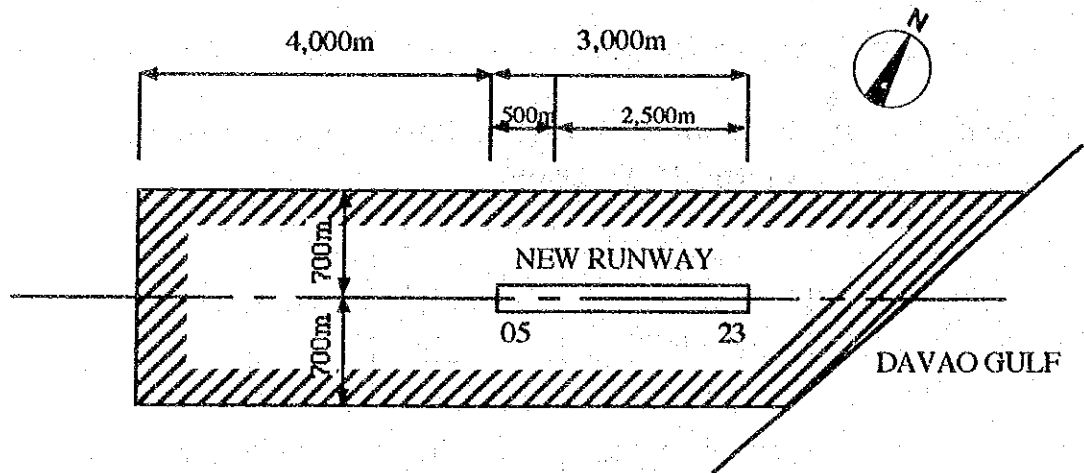 N
4,000m
3,000m
500m
2,500m
700m
NEW RUNWAY
05
23
700m
DAVAO GULF